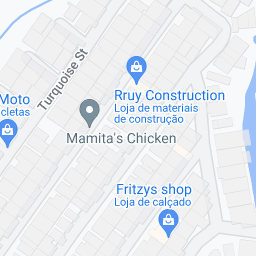 Turquoise St
Rruy Construction
Loja de materiais
de construção
Moto
cletas
Mamita's Chicken
Fritzys shop
Loja de calçado